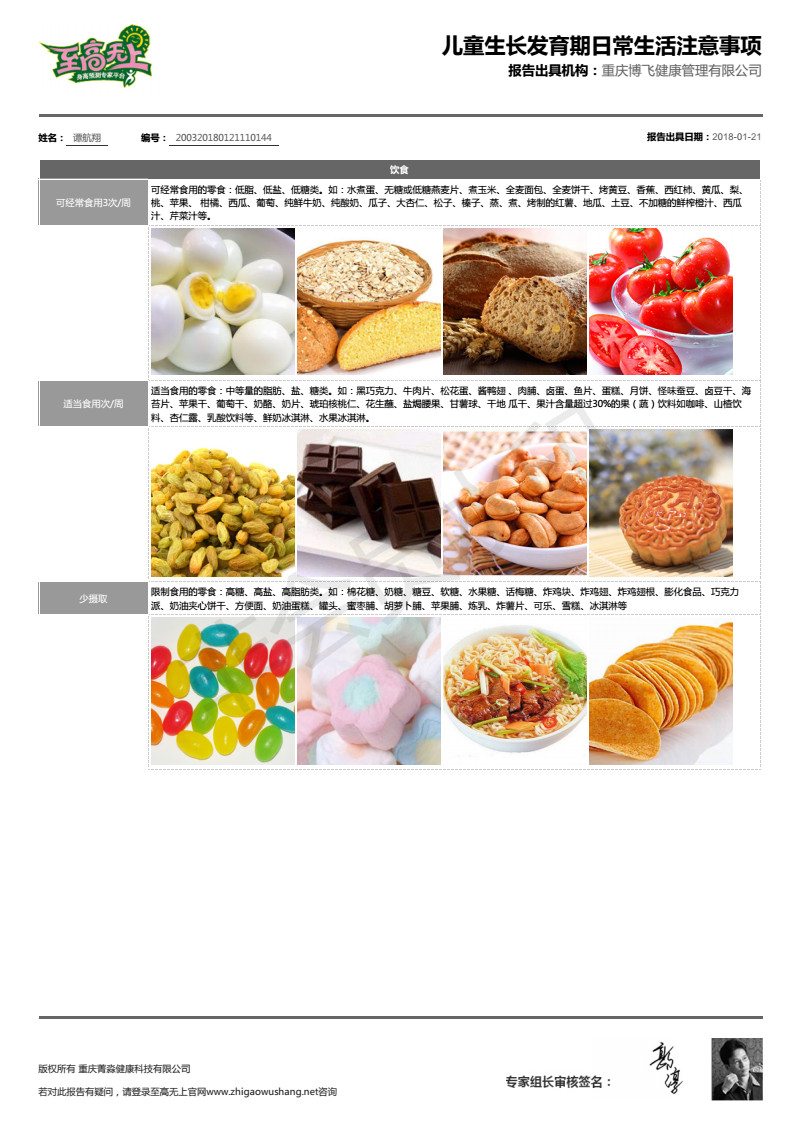 至高无上
身高预测专家平台
儿童生长发育期日常生活注意事项
报告出具机构：重庆博飞健康管理有限公司
姓名： 谭航翔 编号： 200320180121110144 报告出具日期：2018-01-21
饮食
可经常食用3次/周
可经常食用的零食：低脂、低盐、低糖类。如：水煮蛋、无糖或低糖燕麦片、煮玉米、全麦面包、全麦饼干、烤黄豆、香蕉、西红柿、黄瓜、梨、
桃、苹果、 柑橘、西瓜、葡萄、纯鲜牛奶、纯酸奶、瓜子、大杏仁、松子、榛子、蒸、煮、烤制的红薯、地瓜、土豆、不加糖的鲜榨橙汁、西瓜
汁、芹菜汁等。
适当食用次/周
适当食用的零食：中等量的脂肪、盐、糖类。如：黑巧克力、牛肉片、松花蛋、酱鸭翅 、肉脯、卤蛋、鱼片、蛋糕、月饼、怪味蚕豆、卤豆干、海
苔片、苹果干、葡萄干、奶酪、奶片、琥珀核桃仁、花生蘸、盐焗腰果、甘薯球、干地 瓜干、果汁含量超过30%的果（蔬）饮料如咖啡、山楂饮
料、杏仁露、乳酸饮料等、鲜奶冰淇淋、水果冰淇淋。
少摄取
限制食用的零食：高糖、高盐、高脂肪类。如：棉花糖、奶糖、糖豆、软糖、水果糖、话梅糖、炸鸡块、炸鸡翅、炸鸡翅根、膨化食品、巧克力
派、奶油夹心饼干、方便面、奶油蛋糕、罐头、蜜枣脯、胡萝卜脯、苹果脯、炼乳、炸薯片、可乐、雪糕、冰淇淋等
版权所有 重庆菁淼健康科技有限公司
若对此报告有疑问，请登录至高无上官网www.zhigaowushang.net咨询
专家组长审核签名：